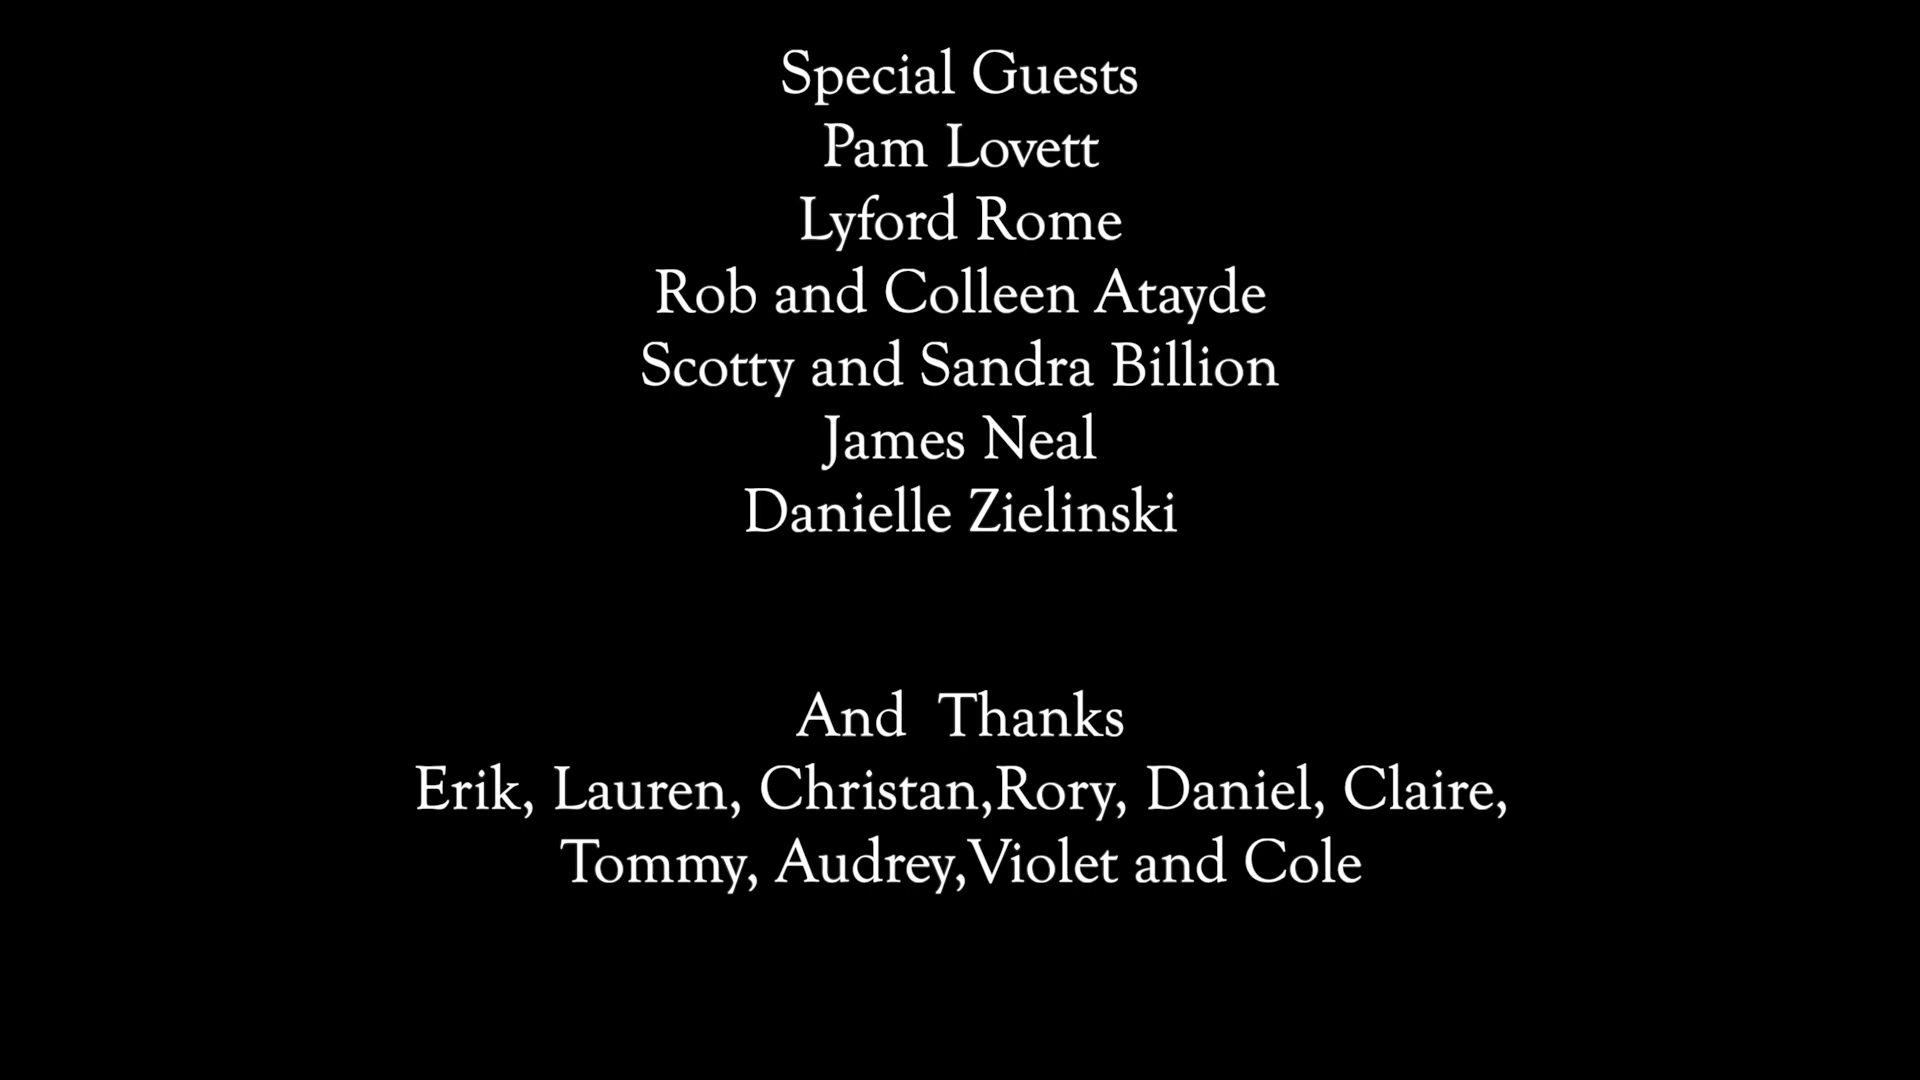 Special Guests
Pam Lovett
Lyford Rome
Rob and Colleen Atayde
Scotty and Sandra Billion
James Neal
Danielle Zielinski
And  Thanks
Erik, Lauren, Christan,Rory, Daniel, Claire,
Tommy, Audrey,Violet and Cole